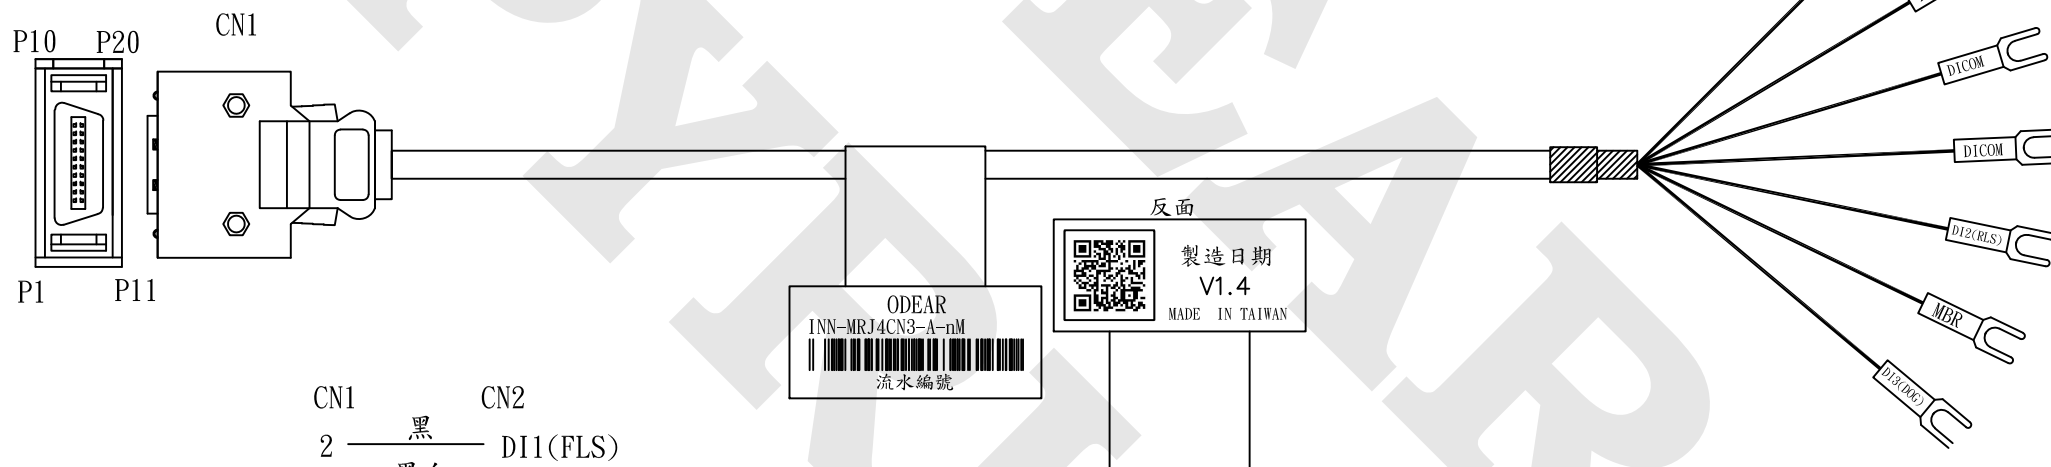 CN1
P10 P20
P1 P11
DICOM
DICOM
DI2(RLS)
MBR
DI3(DOG)
反面
製造日期
V1.4
MADE IN TAIWAN
ODEAR
INN-MRJ4CN3-A-nM
流水編號
CN1 CN2
黑
2 DI1(FLS)